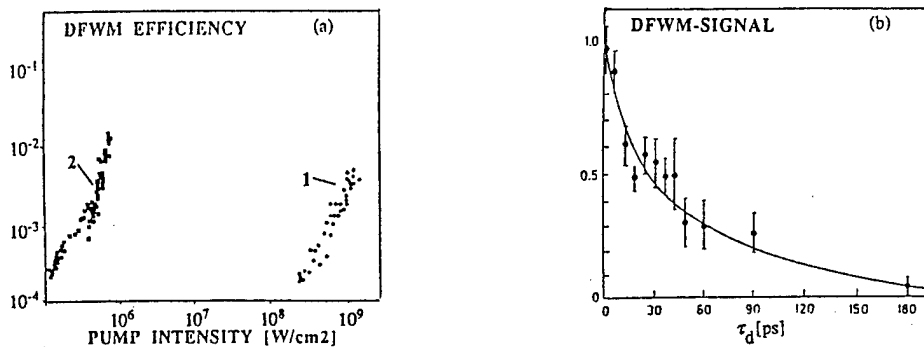 DFWM EFFICIENCY (a)
10⁻¹
10⁻²
10⁻³
10⁻⁴
2
1
10⁶ 10⁸ 10⁹
PUMP INTENSITY [W/cm2]
DFWM-SIGNAL (b)
1.0
0.5
0
0 30 60 90 120 150 180
τd[ps]